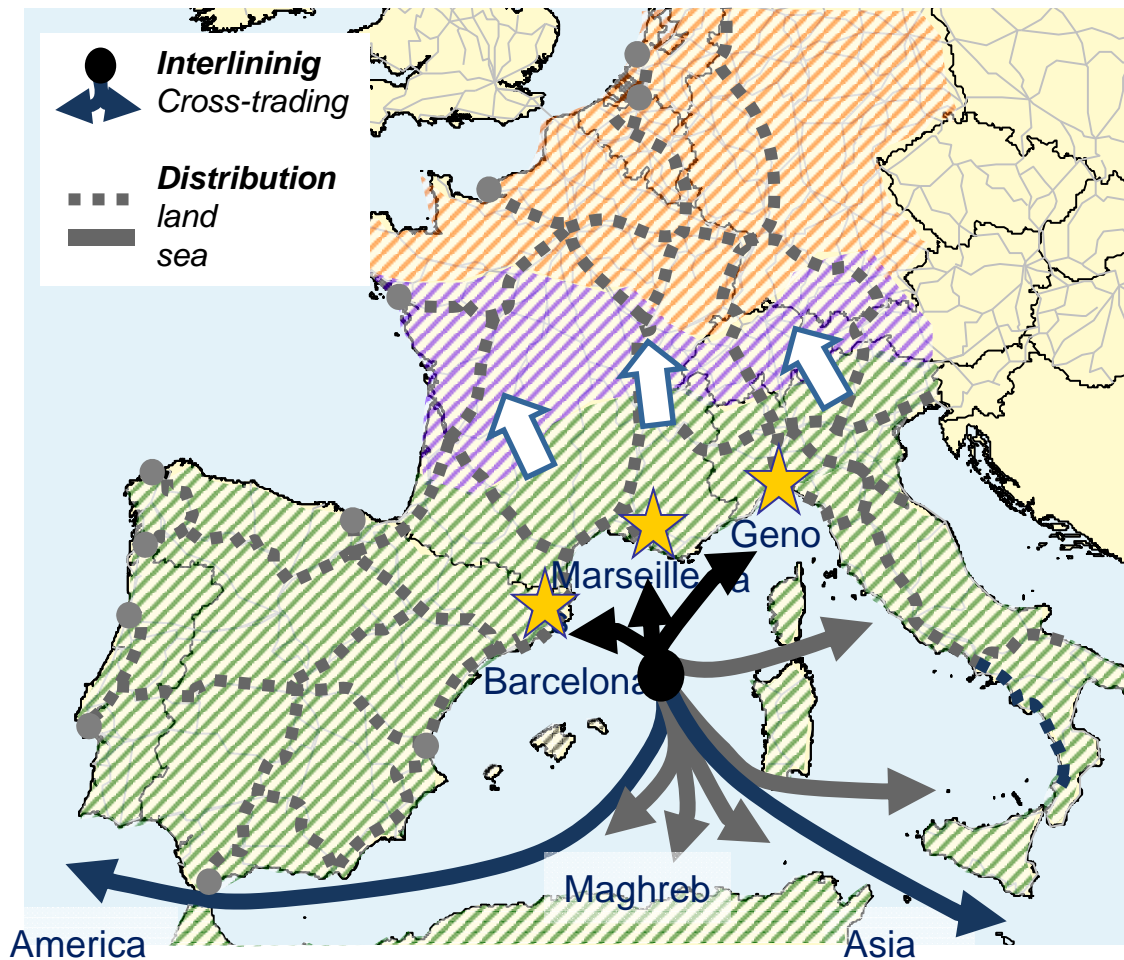 Interlininig
Cross-trading
Distribution
land
sea
Geno
Marseille
a
Barcelona
Maghreb
America
Asia